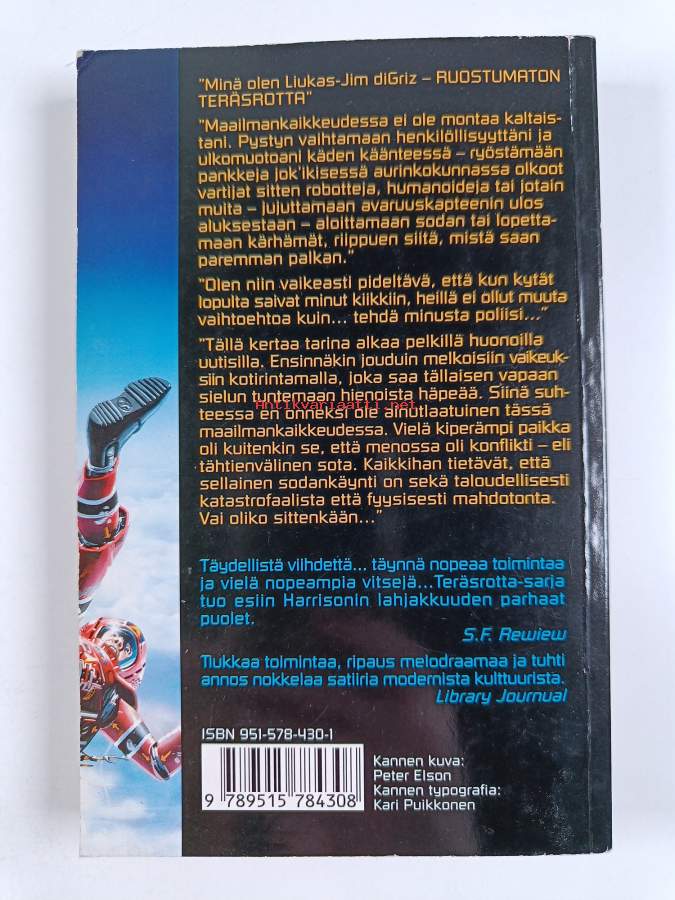 "Minä olen Liukas-Jim diGriz – RUOSTUMATON
TERÄSROTTA"
"Maailmankaikkeudessa ei ole montaa kaltais-
tani. Pystyn vaihtamaan henkilöllisyyttäni ja
ulkomuotoani käden käänteessä – ryöstämään
pankkeja jok'ikisessä aurinkokunnassa olkoot
vartijat sitten robotteja, humanoideja tai jotain
muita – jujuttamaan avaruuskapteenin ulos
aluksestaan – aloittamaan sodan tai lopetta-
maan kärhämät, riippuen siitä, mistä saan
paremman palkan."
"Olen niin vaikeasti pideltävä, että kun kytät
lopulta saivat minut kiikkiin, heillä ei ollut muuta
vaihtoehtoa kuin... tehdä minusta poliisi..."
"Tällä kertaa tarina alkaa pelkillä huonoilla
uutisilla. Ensinnäkin jouduin melkoisiin vaikeuk-
siin kotirintamalla, joka saa tällaisen vapaan
sielun tuntemaan hienoista häpeää. Siinä suh-
Antikvariaatti.net
teessa en onneksi ole ainutlaatuinen tässä
maailmankaikkeudessa. Vielä kiperämpi paikka
oli kuitenkin se, että menossa oli konflikti – eli
tähtienvälinen sota. Kaikkihan tietävät, että
sellainen sodankäynti on sekä taloudellisesti
katastrofaalista että fyysisesti mahdotonta.
Vai oliko sittenkään..."
Täydellistä viihdettä... täynnä nopeaa toimintaa
ja vielä nopeampia vitsejä...Teräsrotta-sarja
tuo esiin Harrisonin lahjakkuuden parhaat
puolet.
S.F. Rewiew
Tiukkaa toimintaa, ripaus melodraamaa ja tuhti
annos nokkelaa satiiria modernista kulttuurista.
Library Journual
ISBN 951-578-430-1
9 789515 784308
Kannen kuva:
Peter Elson
Kannen typografia:
Kari Puikkonen